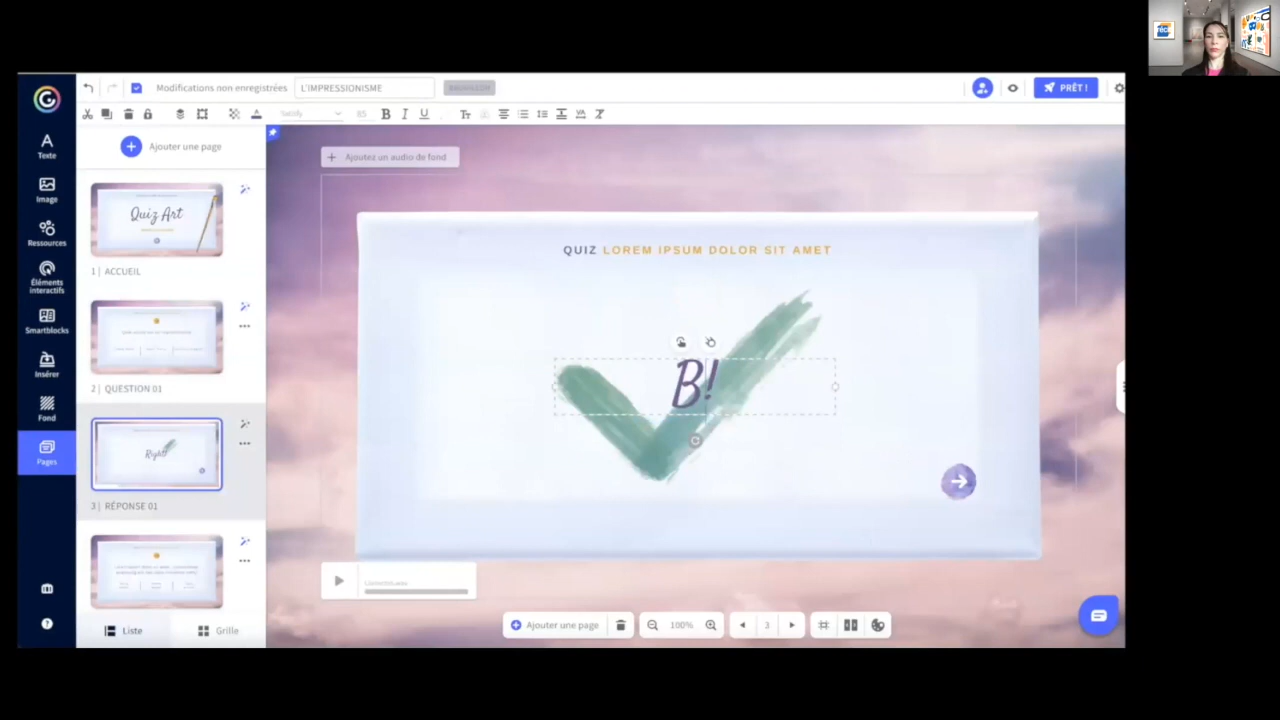 Modifications non enregistrées
L'IMPRESSIONISME
BROUILLON
PRÊT !
B I U
Texte
Image
Ressources
Éléments
interactifs
Smartblocks
Insérer
Fond
Pages
Ajouter une page
Quiz Art
1 | ACCUEIL
2 | QUESTION 01
Right!
3 | RÉPONSE 01
Liste
Grille
Ajoutez un audio de fond
QUIZ LOREM IPSUM DOLOR SIT AMET
B!
Ajouter une page
100%
3